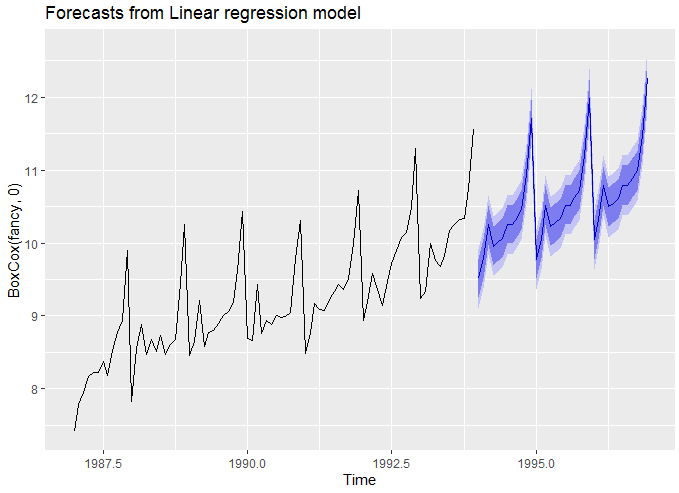 Forecasts from Linear regression model
BoxCox(fancy, 0)
12
11
10
9
8
1987.5 1990.0 1992.5 1995.0
Time